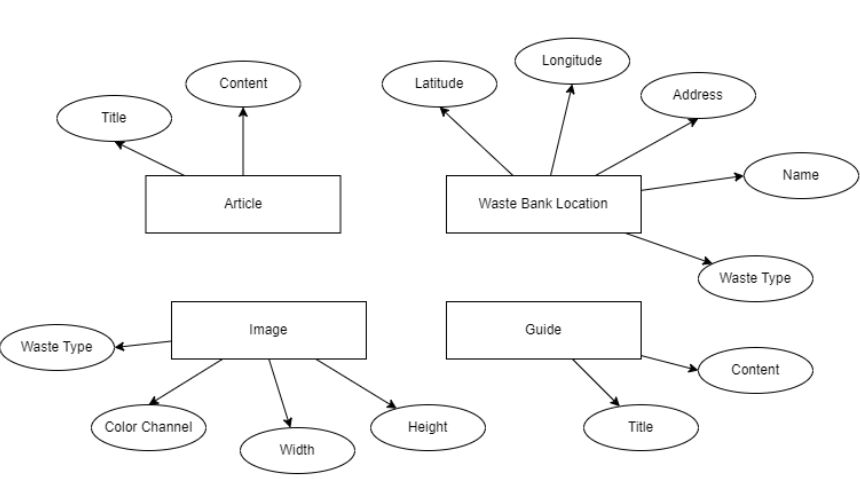 Longitude
Content
Latitude
Address
Title
Name
Article
Waste Bank Location
Waste Type
Image
Guide
Waste Type
Content
Color Channel
Height
Title
Width